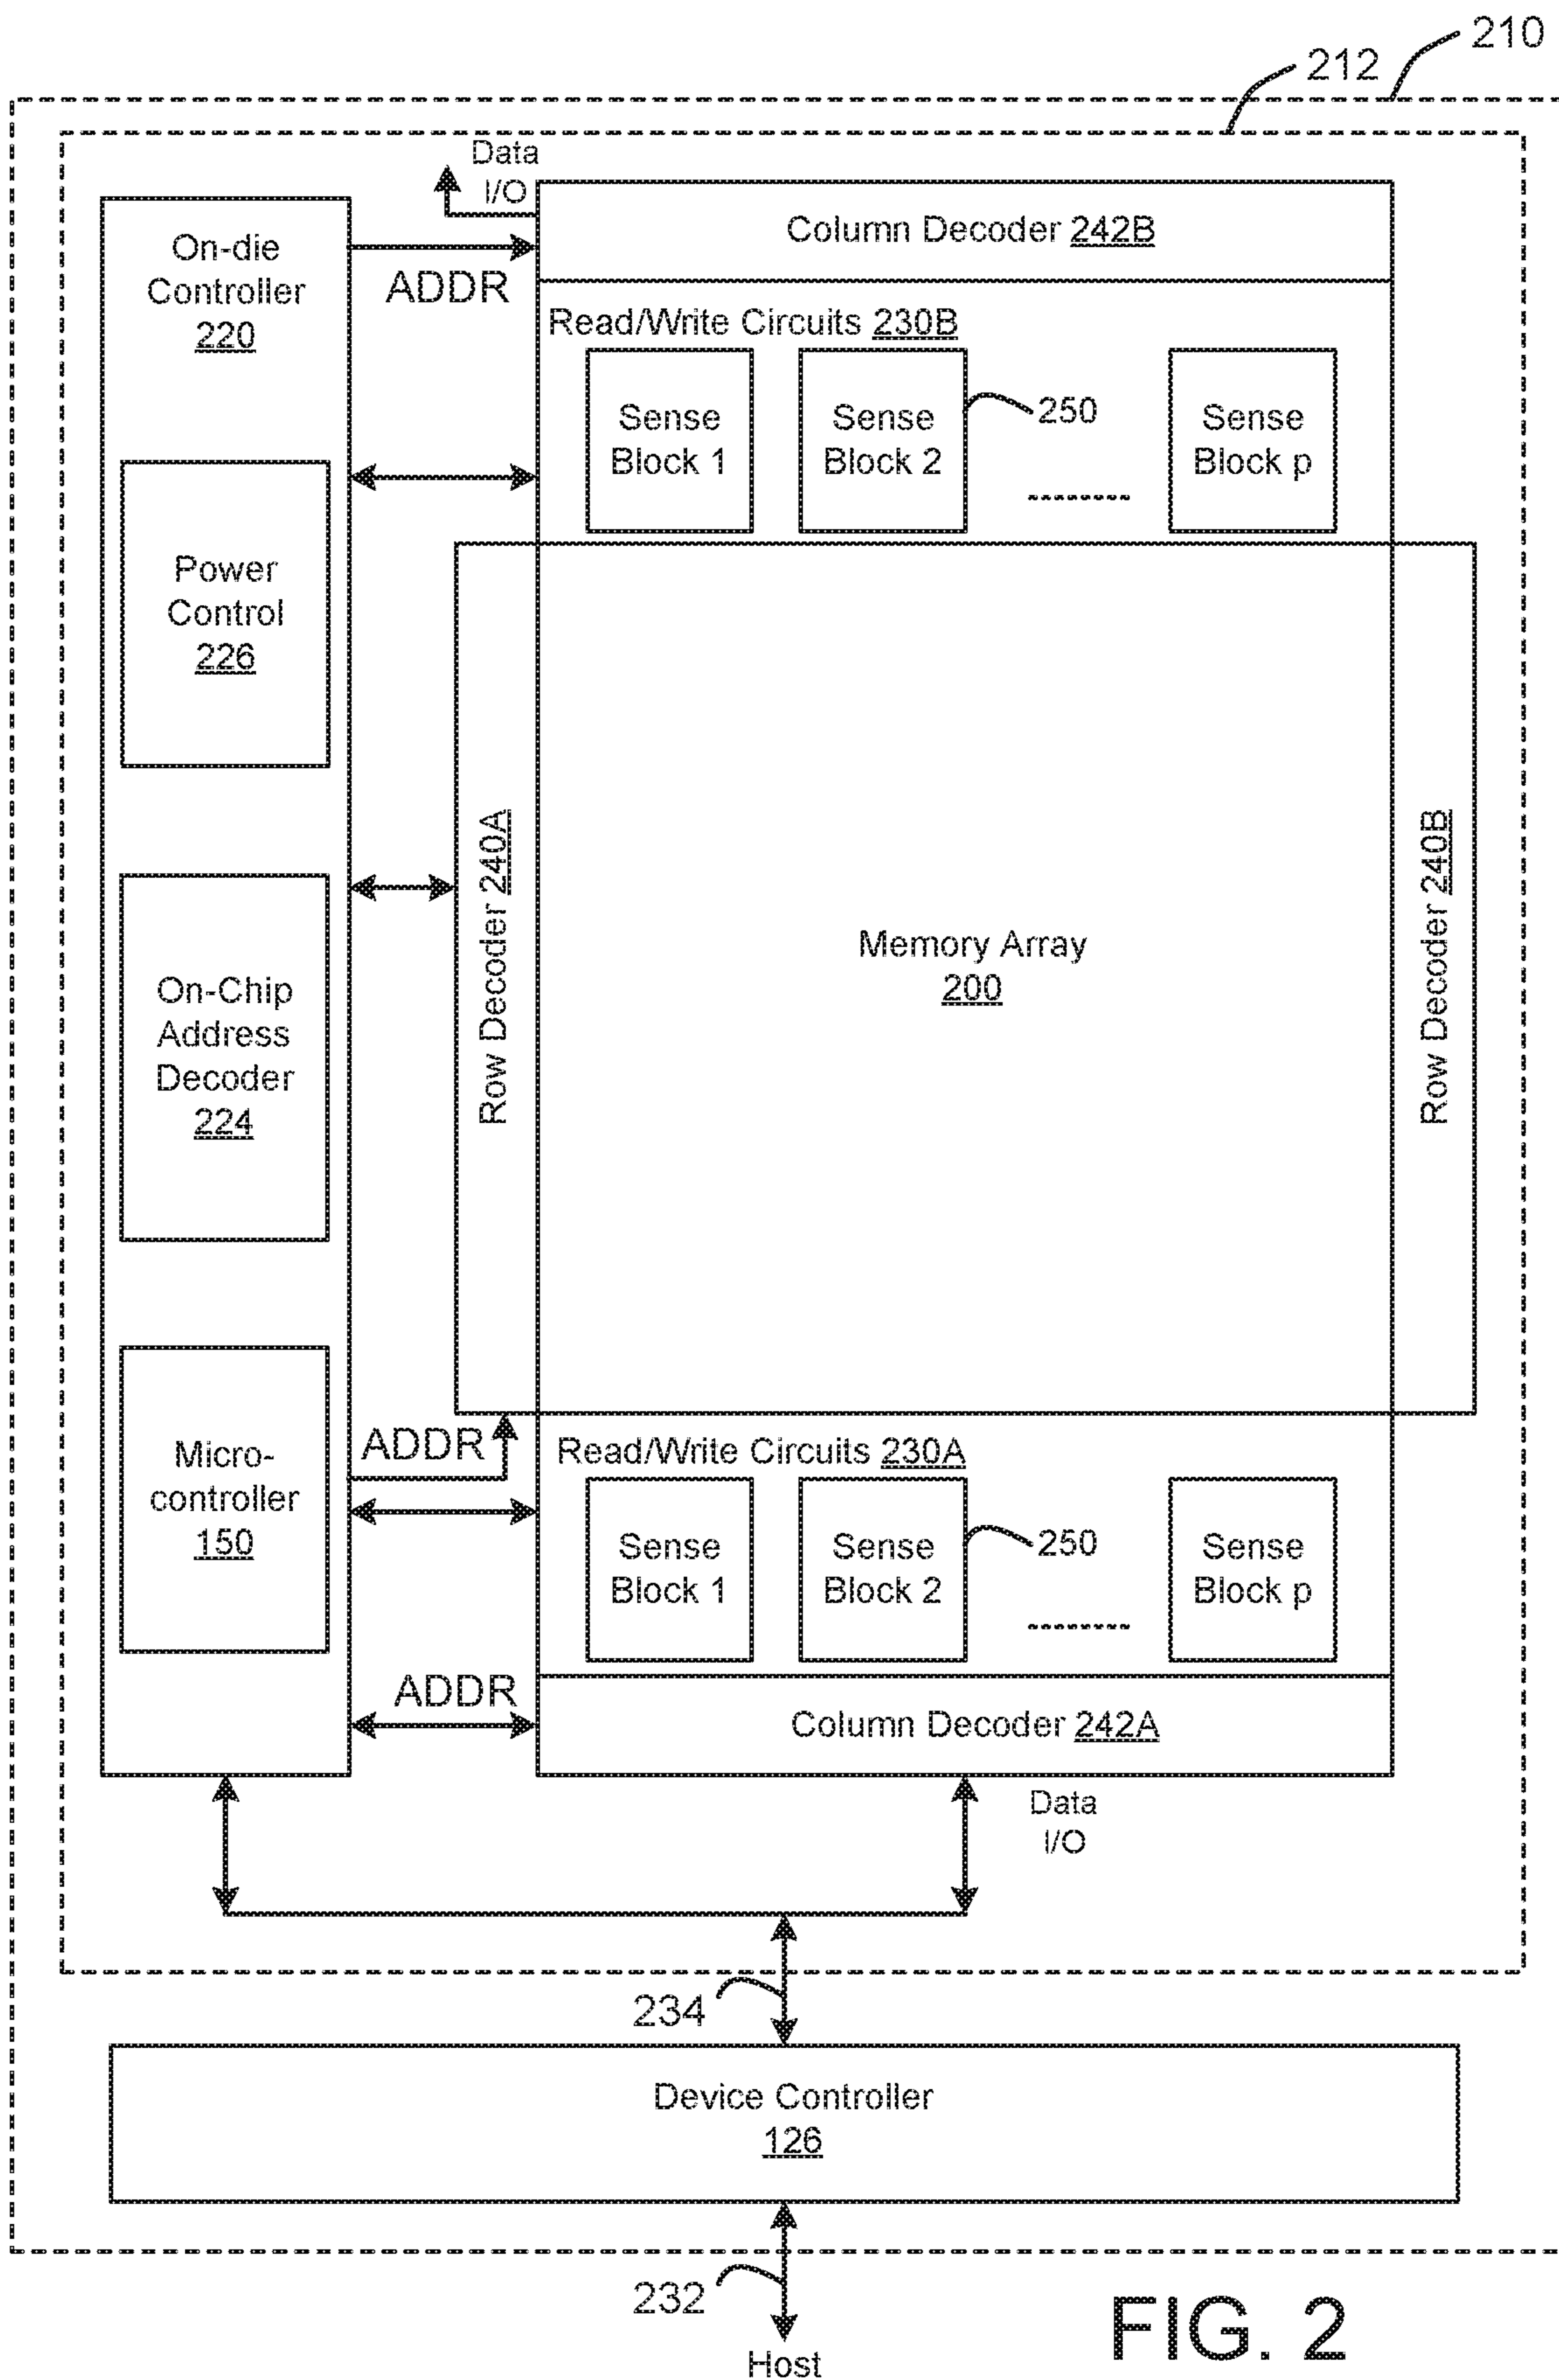 210
212
Data
I/O
Column Decoder 242B
On-die
Controller
220
ADDR
Read/Write Circuits 230B
Sense
Block 1
Sense
Block 2
250
Sense
Block p
Power
Control
226
Row Decoder 240A
Memory Array
200
Row Decoder 240B
On-Chip
Address
Decoder
224
Micro-
controller
150
ADDR
Read/Write Circuits 230A
Sense
Block 1
Sense
Block 2
250
Sense
Block p
ADDR
Column Decoder 242A
Data
I/O
234
Device Controller
126
232
Host
FIG. 2